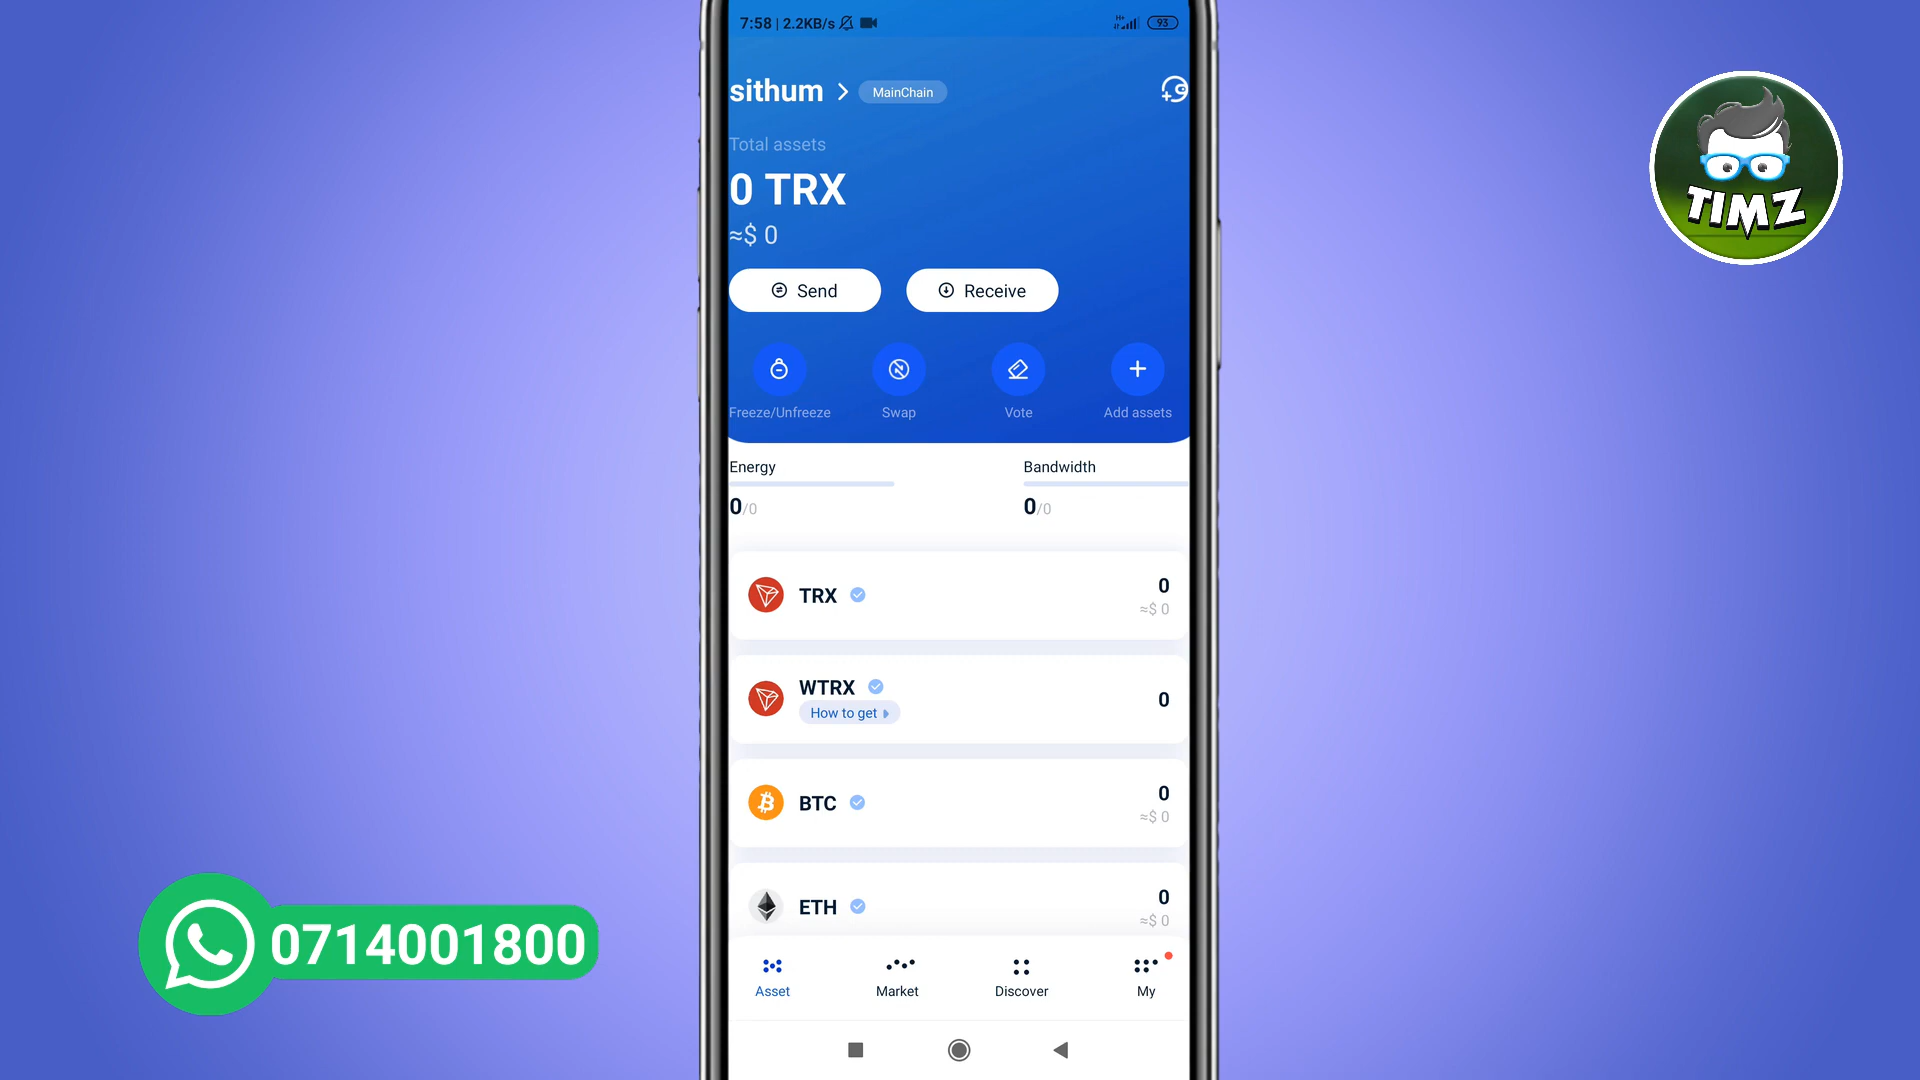 7:58 | 2.2KB/s
93
sithum
MainChain
Total assets
0 TRX
≈$ 0
Send
Receive
Freeze/Unfreeze
Swap
Vote
Add assets
Energy
Bandwidth
0/0
0/0
TRX
0
≈$ 0
WTRX
How to get
0
BTC
0
≈$ 0
ETH
0
≈$ 0
Asset
Market
Discover
My
TIMZ
0714001800